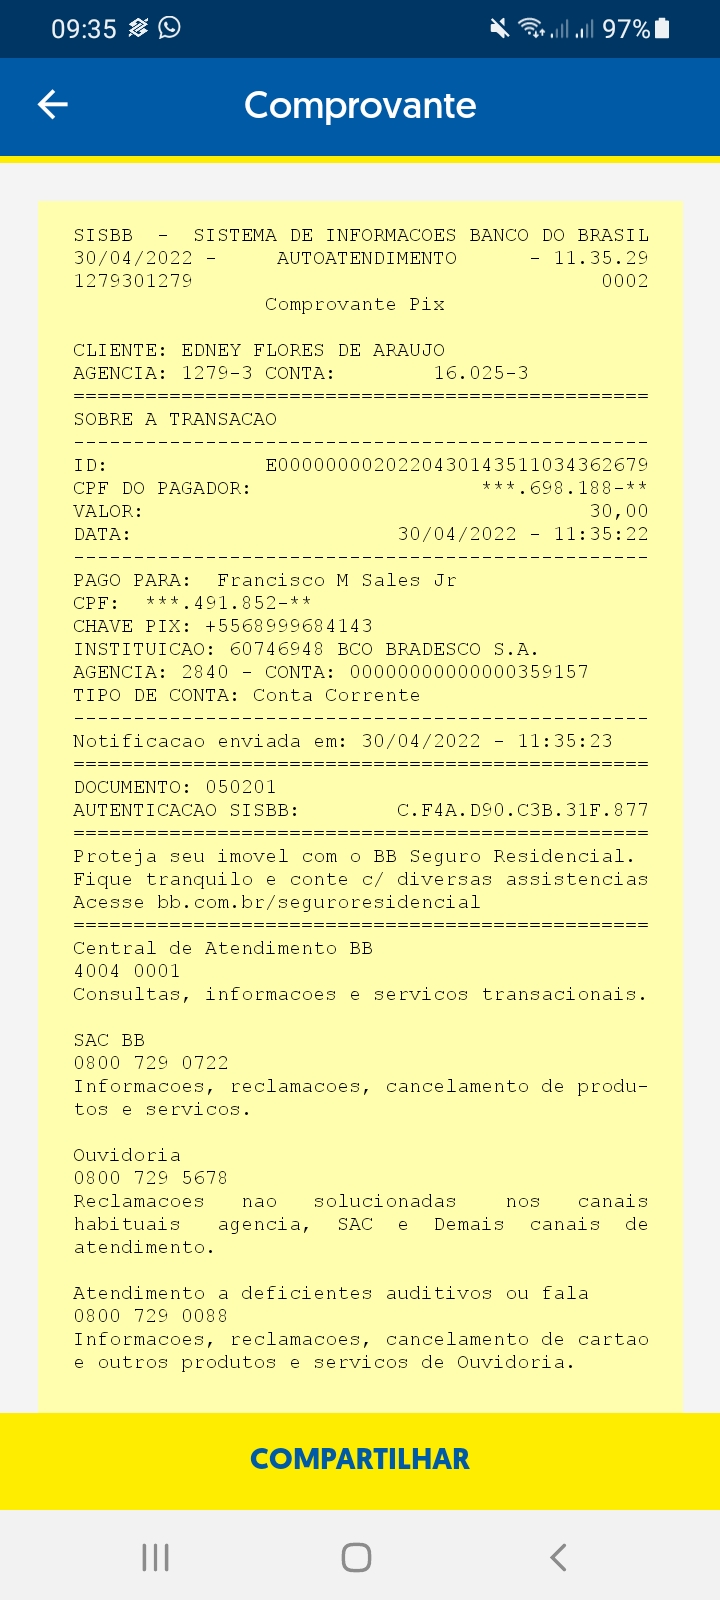 09:35 97%
Comprovante
SISBB - SISTEMA DE INFORMACOES BANCO DO BRASIL
30/04/2022 - AUTOATENDIMENTO - 11.35.29
1279301279 0002
Comprovante Pix
CLIENTE: EDNEY FLORES DE ARAUJO
AGENCIA: 1279-3 CONTA: 16.025-3
================================================
SOBRE A TRANSACAO
------------------------------------------------
ID: E0000000020220430143511034362679
CPF DO PAGADOR: ***.698.188-**
VALOR: 30,00
DATA: 30/04/2022 - 11:35:22
------------------------------------------------
PAGO PARA: Francisco M Sales Jr
CPF: ***.491.852-**
CHAVE PIX: +5568999684143
INSTITUICAO: 60746948 BCO BRADESCO S.A.
AGENCIA: 2840 - CONTA: 00000000000000359157
TIPO DE CONTA: Conta Corrente
------------------------------------------------
Notificacao enviada em: 30/04/2022 - 11:35:23
================================================
DOCUMENTO: 050201
AUTENTICACAO SISBB: C.F4A.D90.C3B.31F.877
================================================
Proteja seu imovel com o BB Seguro Residencial.
Fique tranquilo e conte c/ diversas assistencias
Acesse bb.com.br/seguroresidencial
================================================
Central de Atendimento BB
4004 0001
Consultas, informacoes e servicos transacionais.
SAC BB
0800 729 0722
Informacoes, reclamacoes, cancelamento de produ-
tos e servicos.
Ouvidoria
0800 729 5678
Reclamacoes nao solucionadas nos canais
habituais agencia, SAC e Demais canais de
atendimento.
Atendimento a deficientes auditivos ou fala
0800 729 0088
Informacoes, reclamacoes, cancelamento de cartao
e outros produtos e servicos de Ouvidoria.
COMPARTILHAR